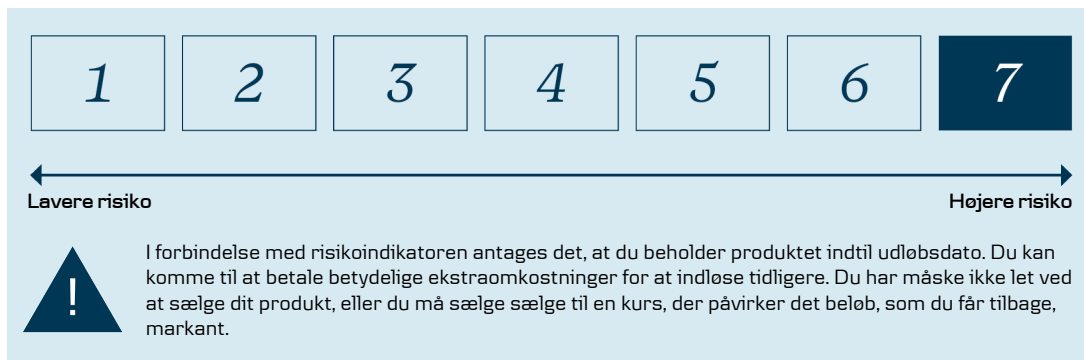 1 2 3 4 5 6 7
Lavere risiko Højere risiko
I forbindelse med risikoindikatoren antages det, at du beholder produktet indtil udløbsdato. Du kan
komme til at betale betydelige ekstraomkostninger for at indløse tidligere. Du har måske ikke let ved
at sælge dit produkt, eller du må sælge sælge til en kurs, der påvirker det beløb, som du får tilbage,
markant.
!